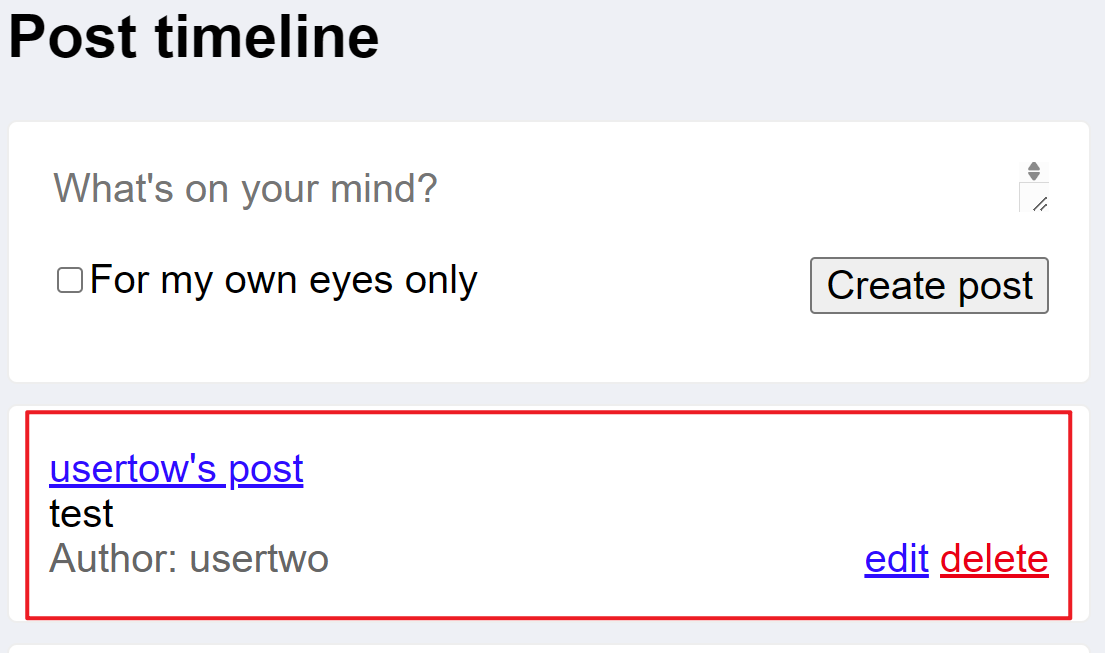 Post timeline
What's on your mind?
For my own eyes only
Create post
usertow's post
test
Author: usertwo
edit delete